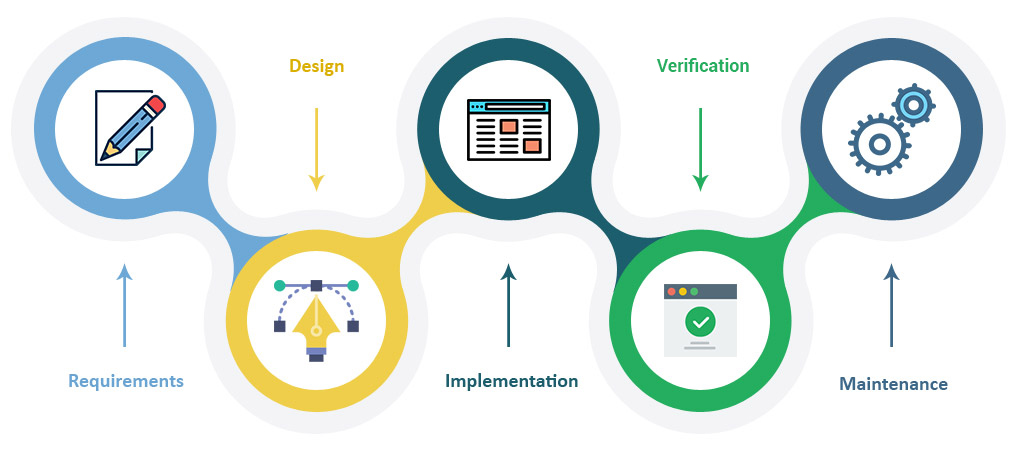 Requirements
Design
Implementation
Verification
Maintenance